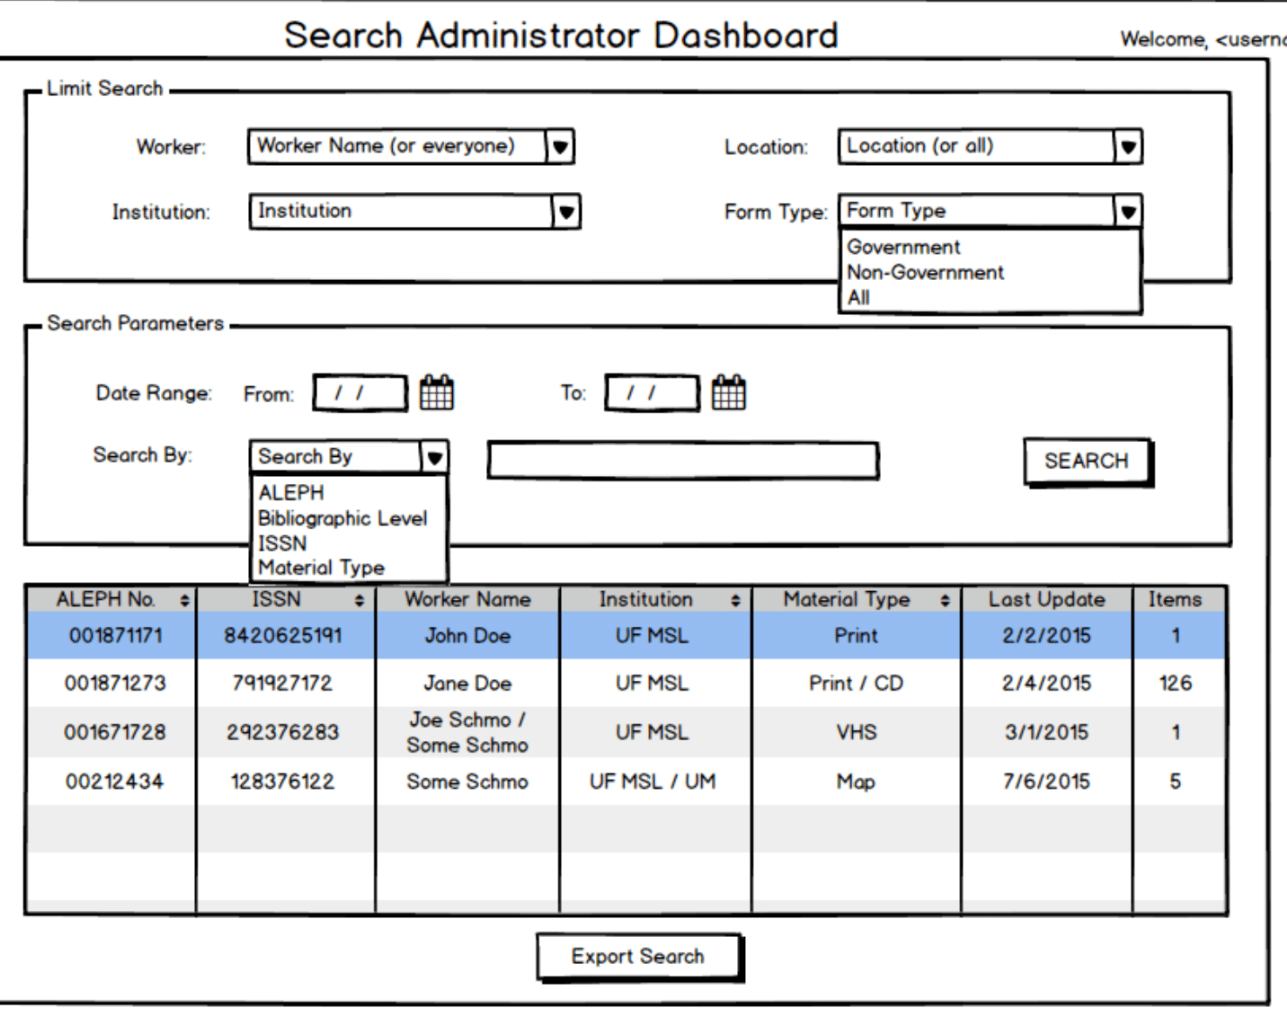 Search Administrator Dashboard
Welcome, <userna
Limit Search
Worker: Worker Name (or everyone) Location: Location (or all)
Institution: Institution Form Type: Form Type
Government
Non-Government
All
Search Parameters
Date Range: From: / / To: / /
Search By: Search By SEARCH
ALEPH
Bibliographic Level
ISSN
Material Type
ALEPH No. ISSN Worker Name Institution Material Type Last Update Items
001871171 8420625191 John Doe UF MSL Print 2/2/2015 1
001871273 791927172 Jane Doe UF MSL Print / CD 2/4/2015 126
001671728 292376283 Joe Schmo / Some Schmo UF MSL VHS 3/1/2015 1
00212434 128376122 Some Schmo UF MSL / UM Map 7/6/2015 5
Export Search